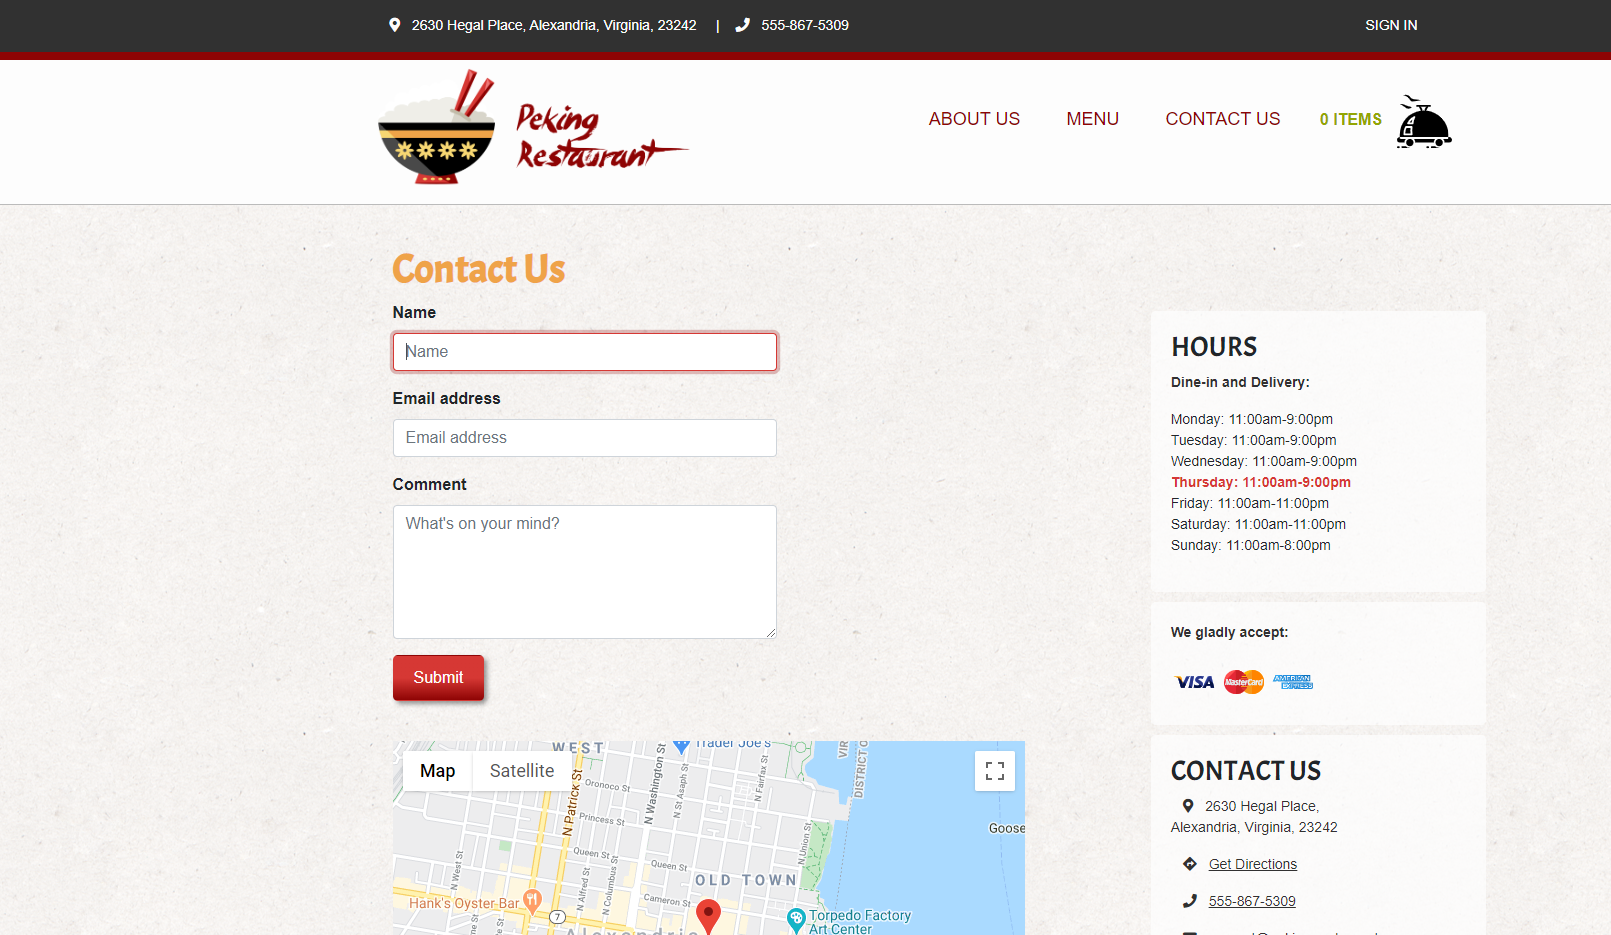 2630 Hegal Place, Alexandria, Virginia, 23242 | 555-867-5309
SIGN IN
Peking
Restaurant
ABOUT US
MENU
CONTACT US
0 ITEMS
Contact Us
Name
Name
Email address
Email address
Comment
What's on your mind?
Submit
Map
Satellite
WEST
Trader Joe's
Oronoco St
Princess St
Queen St
Queen St
Cameron St
N Patrick St
N Washington St
N St Asaph St
N Fairfax St
N Union St
N West St
N Alfred St
N Columbus St
DISTRICT
VIR
Goose
OLD TOWN
Hank's Oyster Bar
7
Torpedo Factory
Art Center
Alexandria
HOURS
Dine-in and Delivery:
Monday: 11:00am-9:00pm
Tuesday: 11:00am-9:00pm
Wednesday: 11:00am-9:00pm
Thursday: 11:00am-9:00pm
Friday: 11:00am-11:00pm
Saturday: 11:00am-11:00pm
Sunday: 11:00am-8:00pm
We gladly accept:
VISA
MasterCard
AMERICAN
EXPRESS
CONTACT US
2630 Hegal Place,
Alexandria, Virginia, 23242
Get Directions
555-867-5309